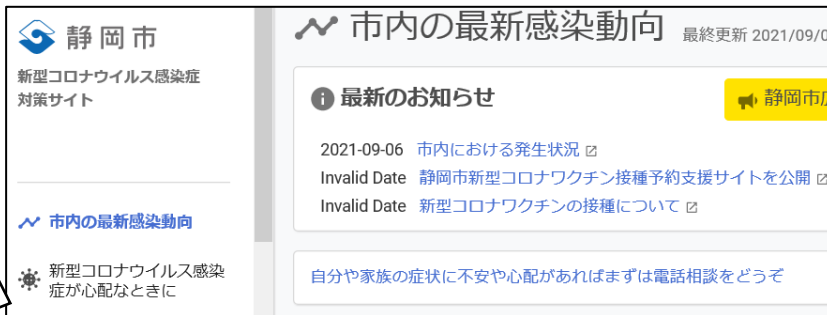 静岡市
新型コロナウイルス感染症
対策サイト
市内の最新感染動向
新型コロナウイルス感染
症が心配なときに
市内の最新感染動向 最終更新 2021/09/0
最新のお知らせ
静岡市広
2021-09-06 市内における発生状況
Invalid Date 静岡市新型コロナワクチン接種予約支援サイトを公開
Invalid Date 新型コロナワクチンの接種について
自分や家族の症状に不安や心配があればまずは電話相談をどうぞ